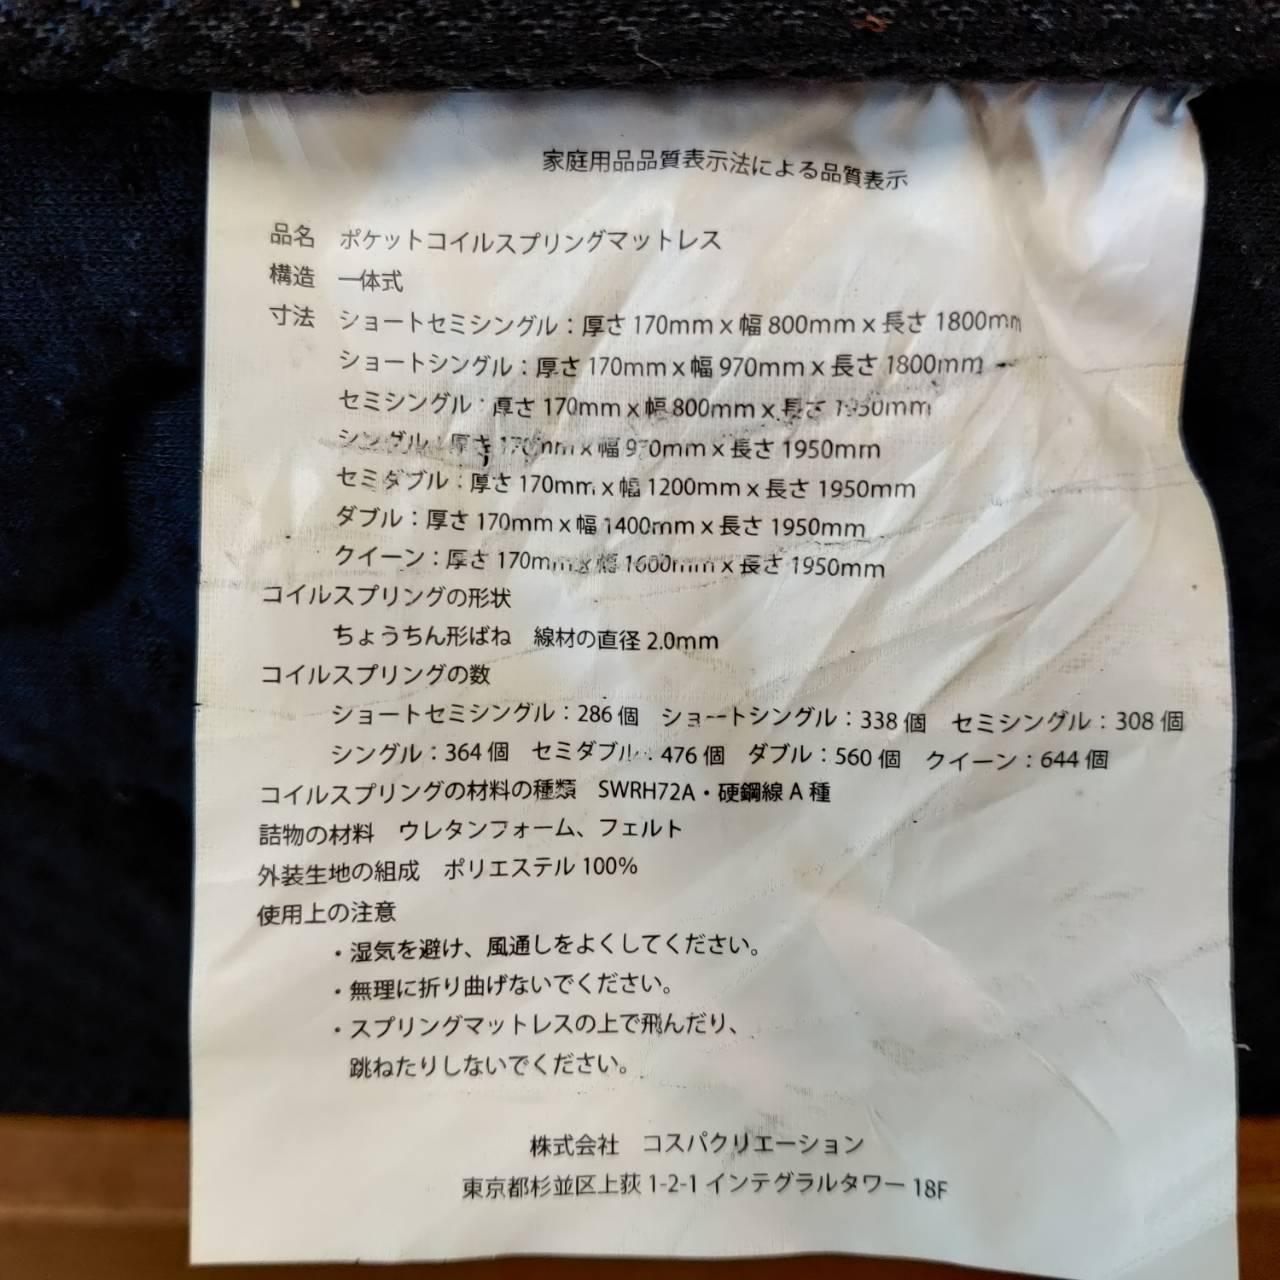 家庭用品品質表示法による品質表示
品名 ポケットコイルスプリングマットレス
構造 一体式
寸法 ショートセミシングル：厚さ 170mm x 幅 800mm x 長さ 1800mm
ショートシングル：厚さ 170mm x 幅 970mm x 長さ 1800mm
セミシングル：厚さ 170mm x 幅 800mm x 長さ 1950mm
シングル：厚さ 170mm x 幅 970mm x 長さ 1950mm
セミダブル：厚さ 170mm x 幅 1200mm x 長さ 1950mm
ダブル：厚さ 170mm x 幅 1400mm x 長さ 1950mm
クイーン：厚さ 170mm x 幅 1600mm x 長さ 1950mm
コイルスプリングの形状
ちょうちん形ばね 線材の直径 2.0mm
コイルスプリングの数
ショートセミシングル：286 個 ショートシングル：338 個 セミシングル：308 個
シングル：364 個 セミダブル：476 個 ダブル：560 個 クイーン：644 個
コイルスプリングの材料の種類 SWRH72A・硬鋼線 A 種
詰物の材料 ウレタンフォーム、フェルト
外装生地の組成 ポリエステル 100%
使用上の注意
・湿気を避け、風通しをよくしてください。
・無理に折り曲げないでください。
・スプリングマットレスの上で飛んだり、
跳ねたりしないでください。
株式会社 コスパクリエーション
東京都杉並区上荻 1-2-1 インテグラルタワー 18F